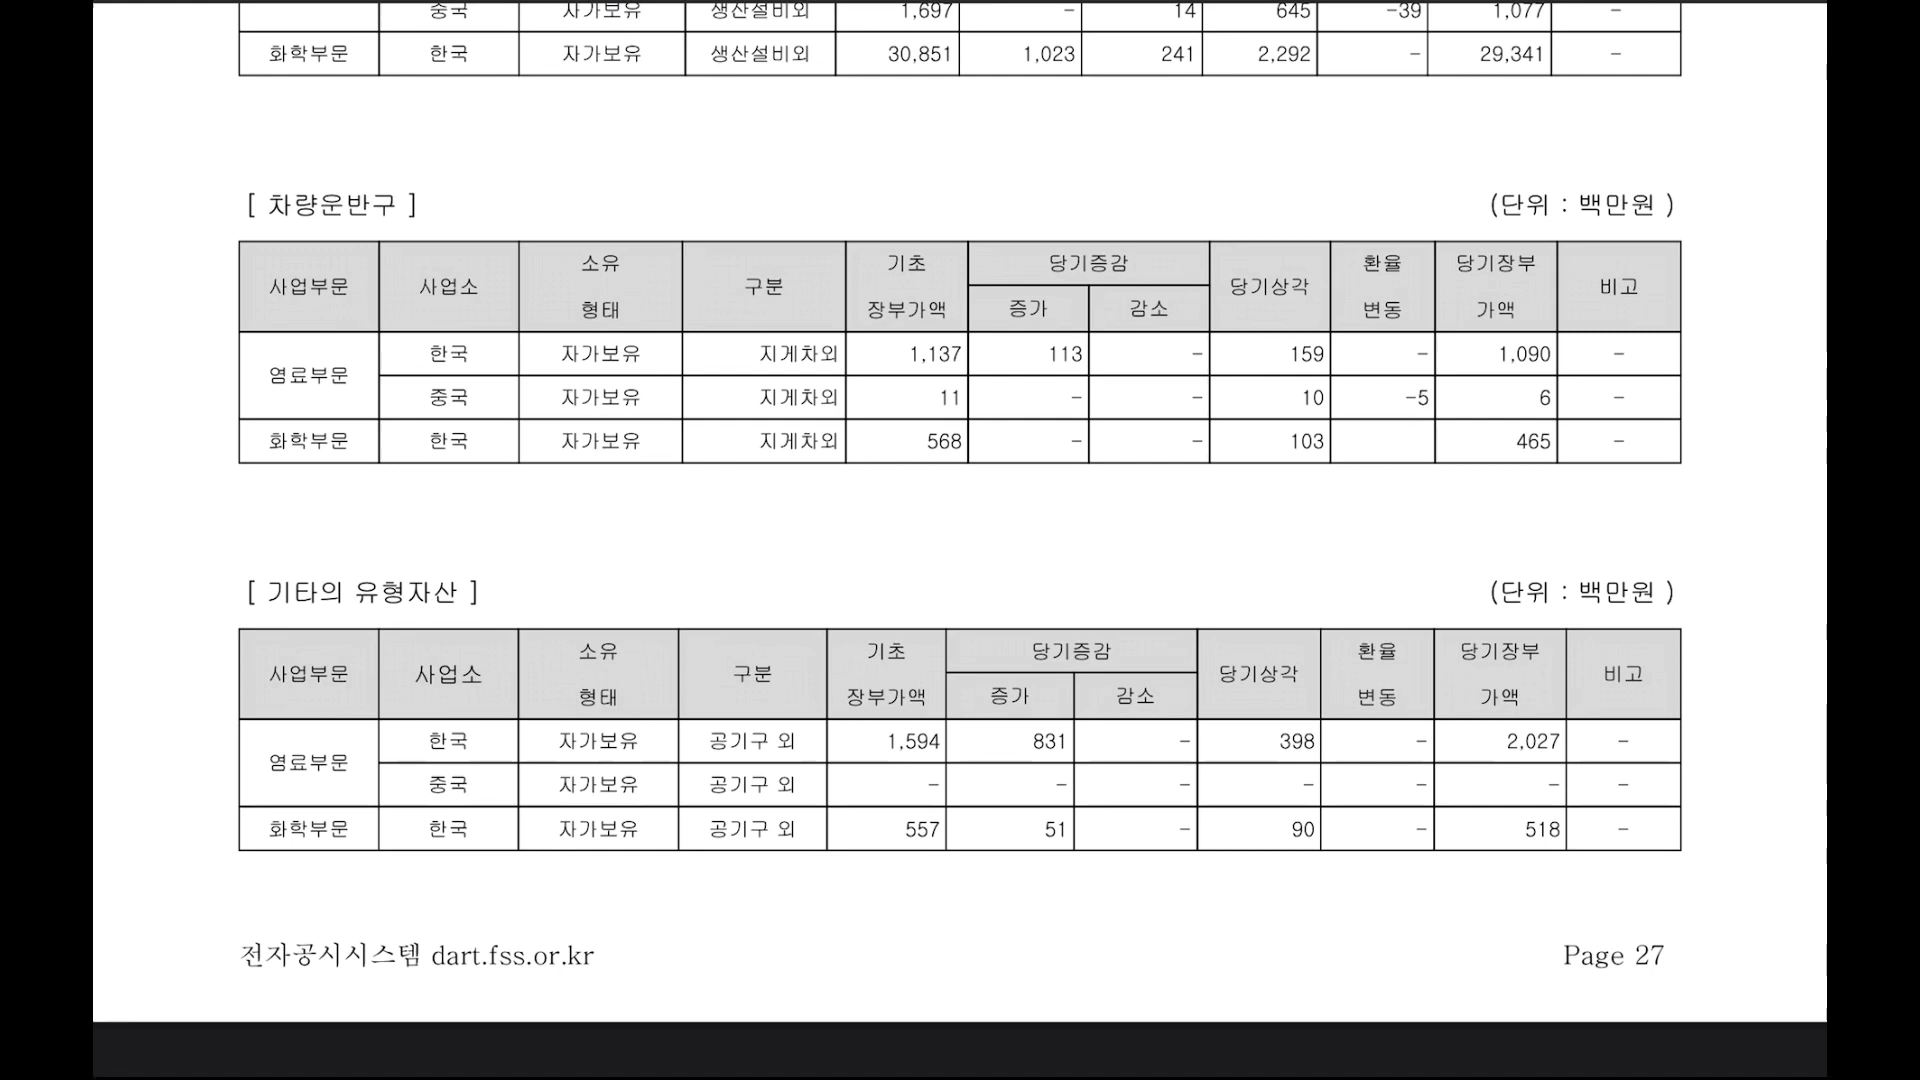 중국 자가보유 생산설비외 1,697 - 14 645 -39 1,077 -
화학부문 한국 자가보유 생산설비외 30,851 1,023 241 2,292 - 29,341 -
[ 차량운반구 ] (단위 : 백만원 )
사업부문 사업소 소유 형태 구분 기초 장부가액 당기증감 증가 감소 당기상각 환율 변동 당기장부 가액 비고
염료부문 한국 자가보유 지게차외 1,137 113 - 159 - 1,090 -
중국 자가보유 지게차외 11 - - 10 -5 6 -
화학부문 한국 자가보유 지게차외 568 - - 103 465 -
[ 기타의 유형자산 ] (단위 : 백만원 )
사업부문 사업소 소유 형태 구분 기초 장부가액 당기증감 증가 감소 당기상각 환율 변동 당기장부 가액 비고
염료부문 한국 자가보유 공기구 외 1,594 831 - 398 - 2,027 -
중국 자가보유 공기구 외 - - - - - - -
화학부문 한국 자가보유 공기구 외 557 51 - 90 - 518 -
전자공시시스템 dart.fss.or.kr Page 27